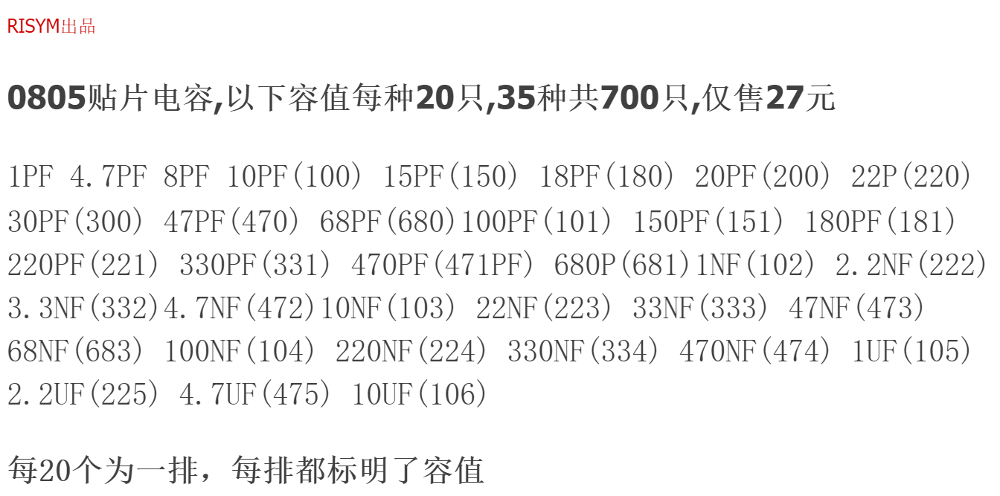 RISYM出品
0805贴片电容,以下容值每种20只,35种共700只,仅售27元
1PF 4.7PF 8PF 10PF(100) 15PF(150) 18PF(180) 20PF(200) 22P(220)
30PF(300) 47PF(470) 68PF(680)100PF(101) 150PF(151) 180PF(181)
220PF(221) 330PF(331) 470PF(471PF) 680P(681)1NF(102) 2.2NF(222)
3.3NF(332)4.7NF(472)10NF(103) 22NF(223) 33NF(333) 47NF(473)
68NF(683) 100NF(104) 220NF(224) 330NF(334) 470NF(474) 1UF(105)
2.2UF(225) 4.7UF(475) 10UF(106)
每20个为一排，每排都标明了容值